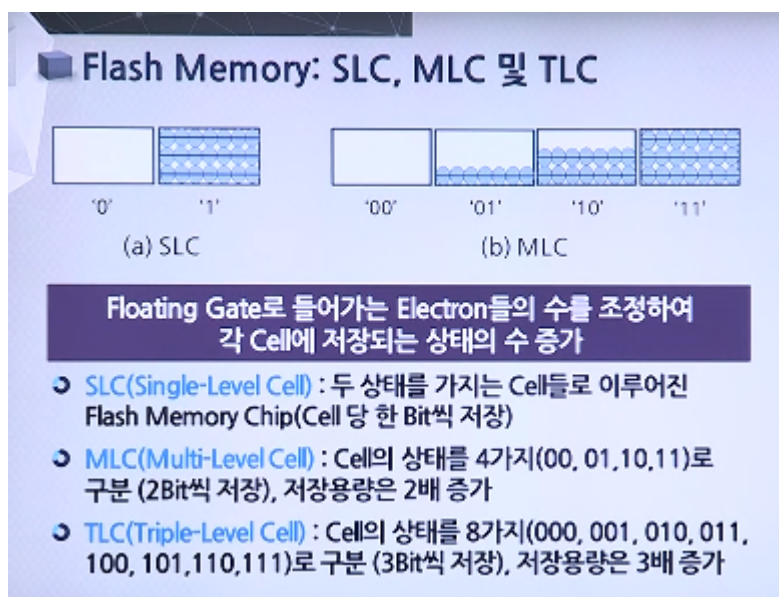 Flash Memory: SLC, MLC 및 TLC
'0' '1' '00' '01' '10' '11'
(a) SLC (b) MLC
Floating Gate로 들어가는 Electron들의 수를 조정하여
각 Cell에 저장되는 상태의 수 증가
SLC(Single-Level Cell) : 두 상태를 가지는 Cell들로 이루어진
Flash Memory Chip(Cell 당 한 Bit씩 저장)
MLC(Multi-Level Cell) : Cell의 상태를 4가지(00, 01,10,11)로
구분 (2Bit씩 저장), 저장용량은 2배 증가
TLC(Triple-Level Cell) : Cell의 상태를 8가지(000, 001, 010, 011,
100, 101,110,111)로 구분 (3Bit씩 저장), 저장용량은 3배 증가